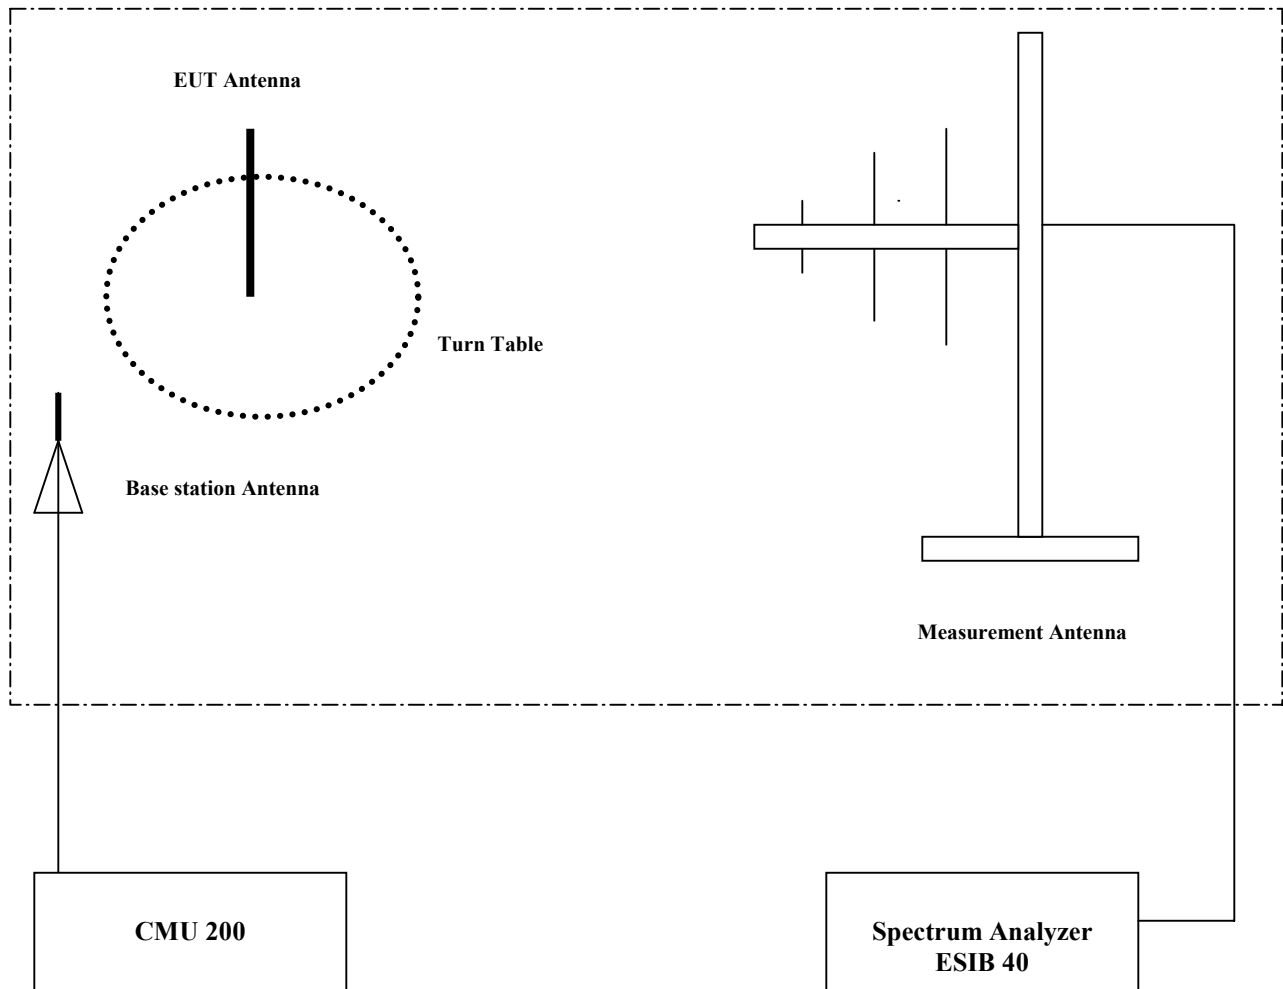 EUT Antenna
Turn Table
Base station Antenna
Measurement Antenna
CMU 200
Spectrum Analyzer
ESIB 40